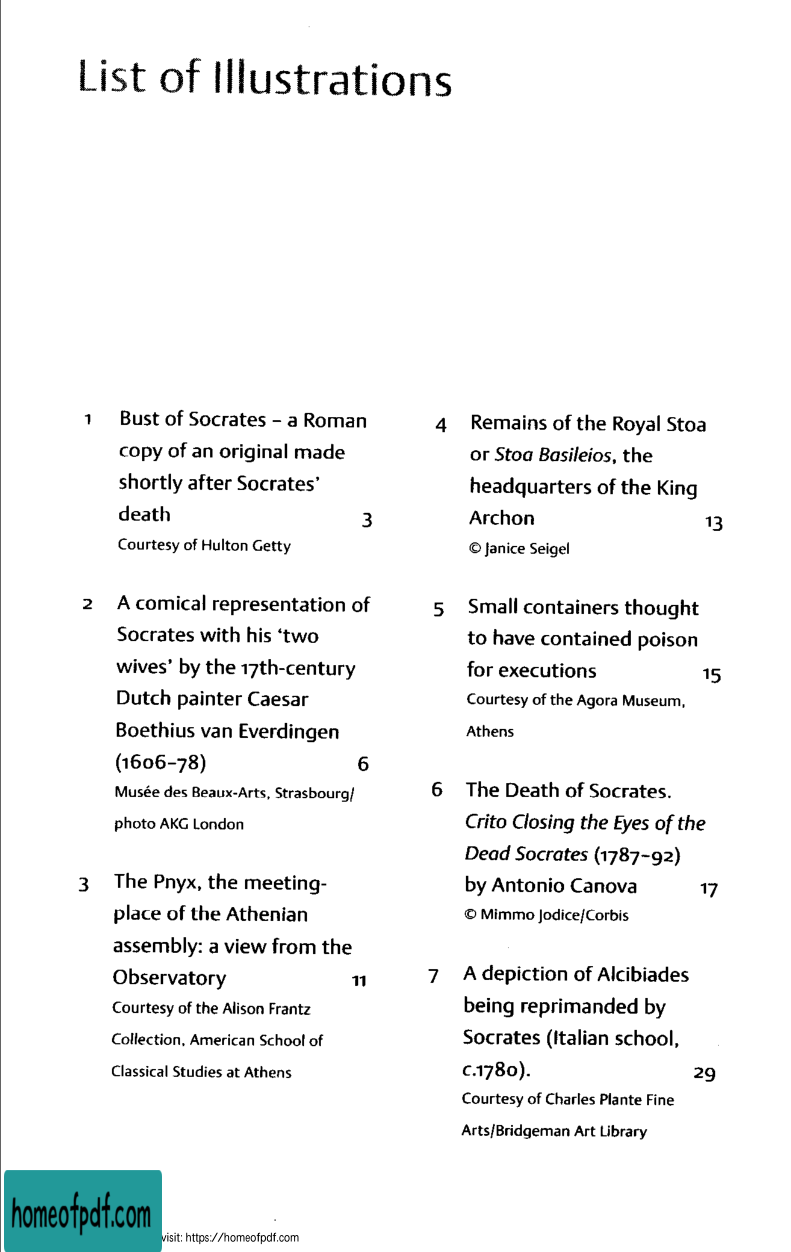 List of Illustrations
1 Bust of Socrates – a Roman
copy of an original made
shortly after Socrates'
death 3
Courtesy of Hulton Getty
2 A comical representation of
Socrates with his 'two
wives' by the 17th-century
Dutch painter Caesar
Boethius van Everdingen
(1606–78) 6
Musée des Beaux-Arts, Strasbourg/
photo AKG London
3 The Pnyx, the meeting-
place of the Athenian
assembly: a view from the
Observatory 11
Courtesy of the Alison Frantz
Collection, American School of
Classical Studies at Athens
4 Remains of the Royal Stoa
or Stoa Basileios, the
headquarters of the King
Archon 13
© Janice Seigel
5 Small containers thought
to have contained poison
for executions 15
Courtesy of the Agora Museum,
Athens
6 The Death of Socrates.
Crito Closing the Eyes of the
Dead Socrates (1787–92)
by Antonio Canova 17
© Mimmo Jodice/Corbis
7 A depiction of Alcibiades
being reprimanded by
Socrates (Italian school,
c.1780). 29
Courtesy of Charles Plante Fine
Arts/Bridgeman Art Library
homeofpdf.com
visit: https://homeofpdf.com